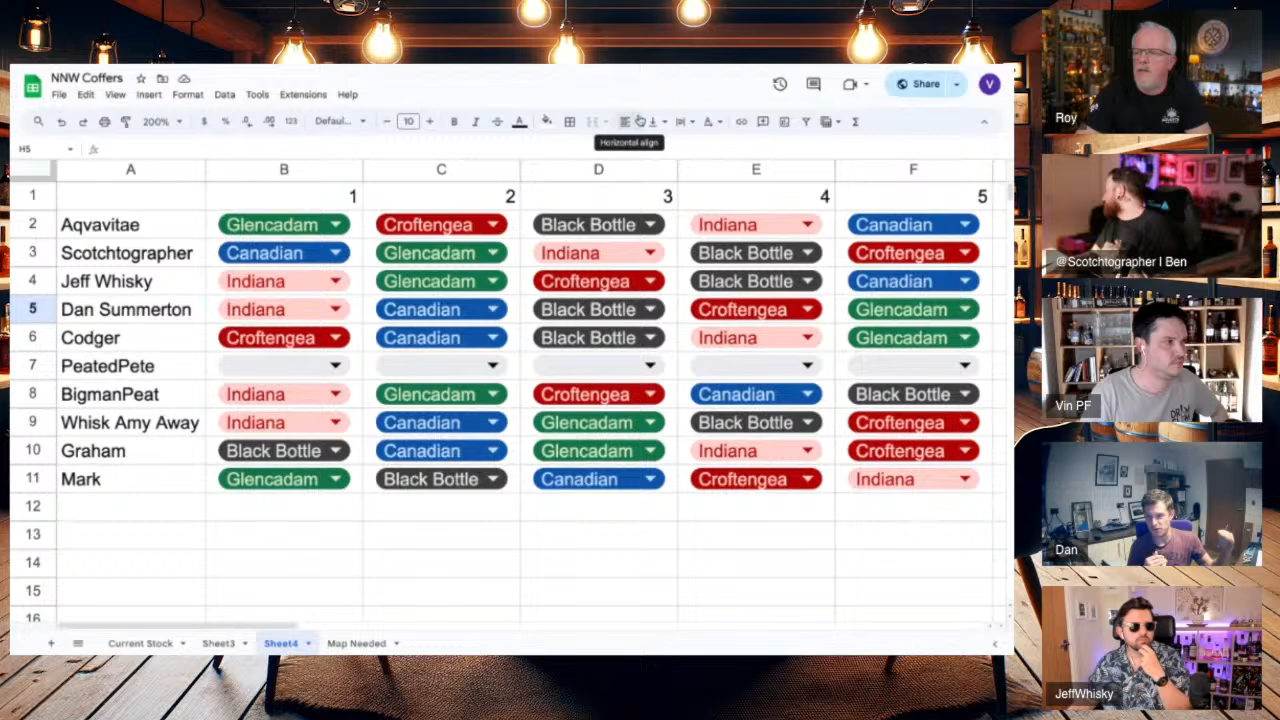 NNW Coffers
File Edit View Insert Format Data Tools Extensions Help
Share
V
200% $ % 123 Defaul... 10 B I A GO Σ
H5 fx
Horizontal align
A B C D E F
1 1 2 3 4 5
2 Aqvavitae Glencadam Croftengea Black Bottle Indiana Canadian
3 Scotchtographer Canadian Glencadam Indiana Black Bottle Croftengea
4 Jeff Whisky Indiana Glencadam Croftengea Black Bottle Canadian
5 Dan Summerton Indiana Canadian Black Bottle Croftengea Glencadam
6 Codger Croftengea Canadian Black Bottle Indiana Glencadam
7 PeatedPete
8 BigmanPeat Indiana Glencadam Croftengea Canadian Black Bottle
9 Whisk Amy Away Indiana Canadian Glencadam Black Bottle Croftengea
10 Graham Black Bottle Canadian Glencadam Indiana Croftengea
11 Mark Glencadam Black Bottle Canadian Croftengea Indiana
12
13
14
15
16
+ Current Stock Sheet3 Sheet4 Map Needed
Roy
@Scotchtographer I Ben
Vin PF
Dan
JeffWhisky